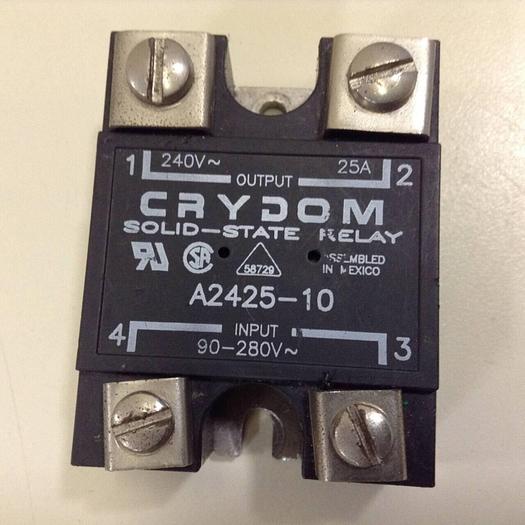 1 240V~ 25A 2
OUTPUT
CRYDOM
SOLID-STATE RELAY
58729
ASSEMBLED
IN MEXICO
A2425-10
4 INPUT 3
90-280V~